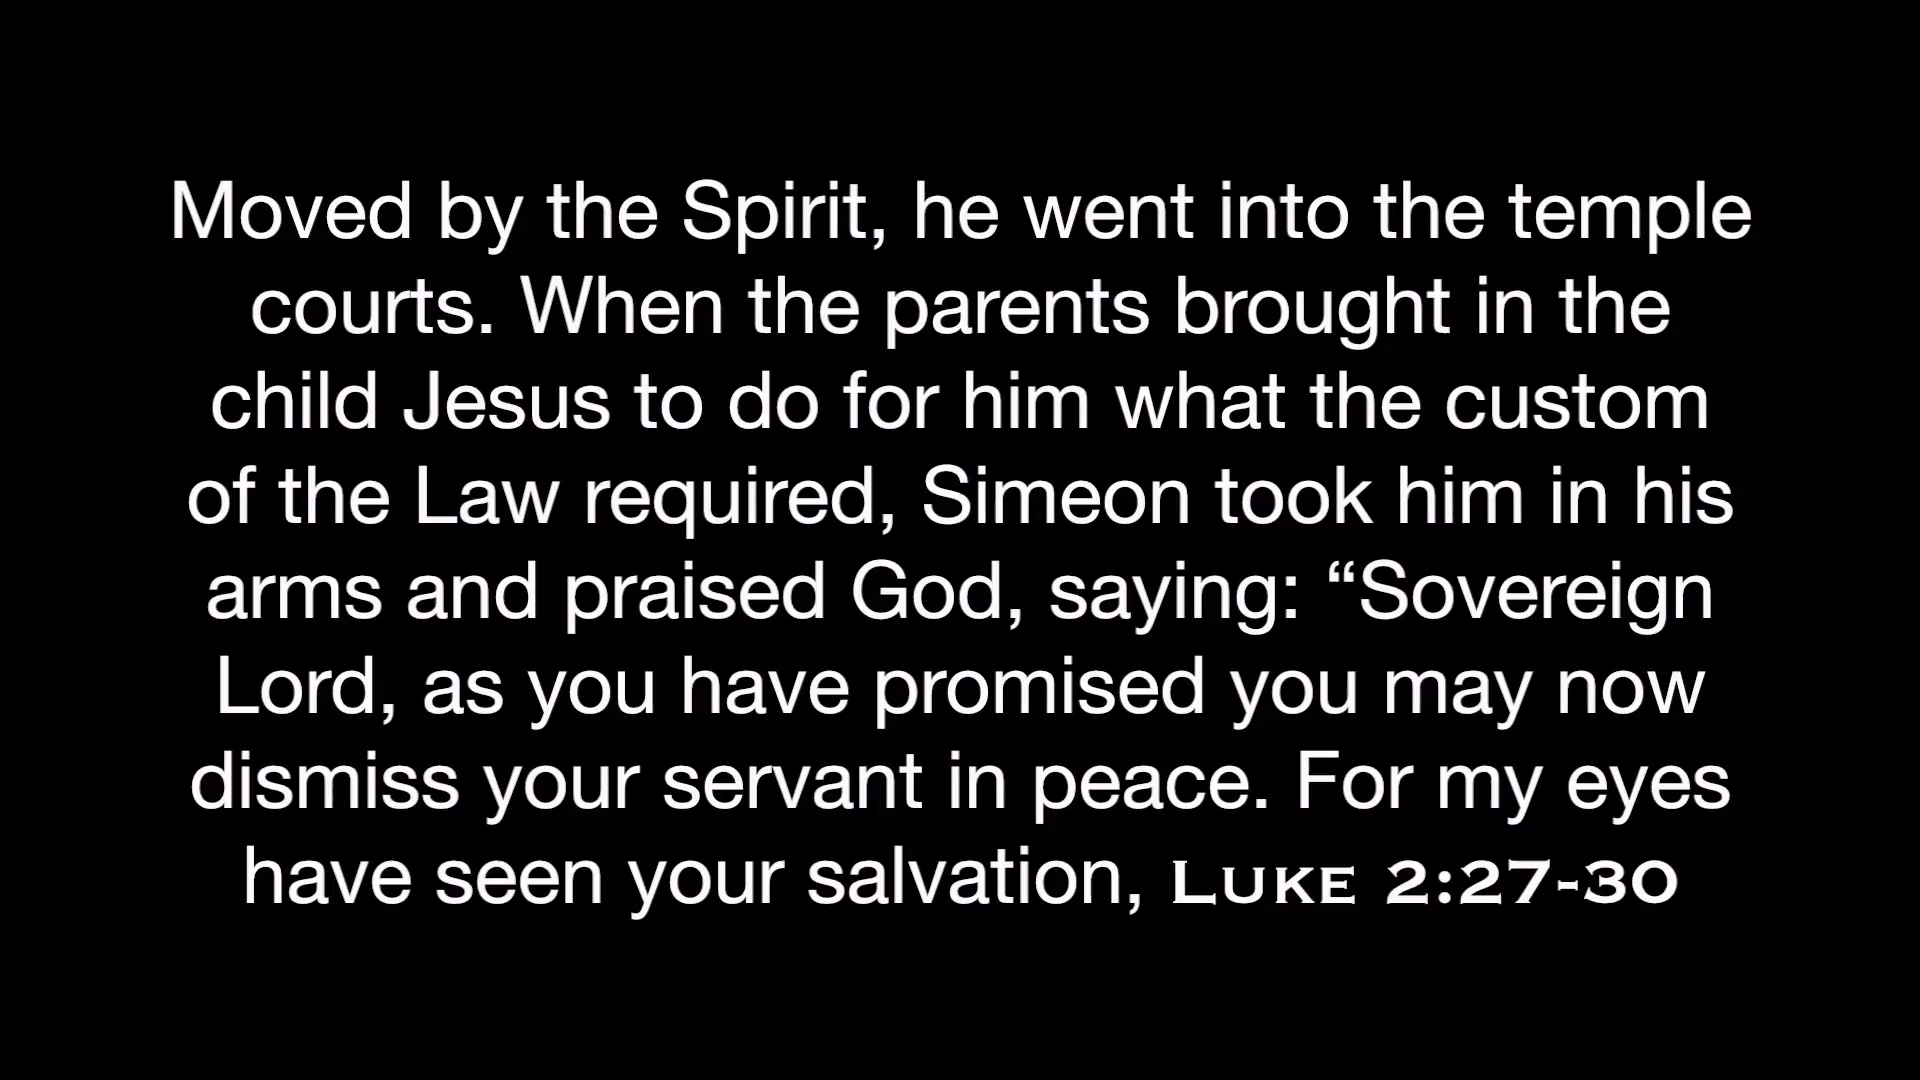 Moved by the Spirit, he went into the temple
courts. When the parents brought in the
child Jesus to do for him what the custom
of the Law required, Simeon took him in his
arms and praised God, saying: “Sovereign
Lord, as you have promised you may now
dismiss your servant in peace. For my eyes
have seen your salvation, Luke 2:27-30